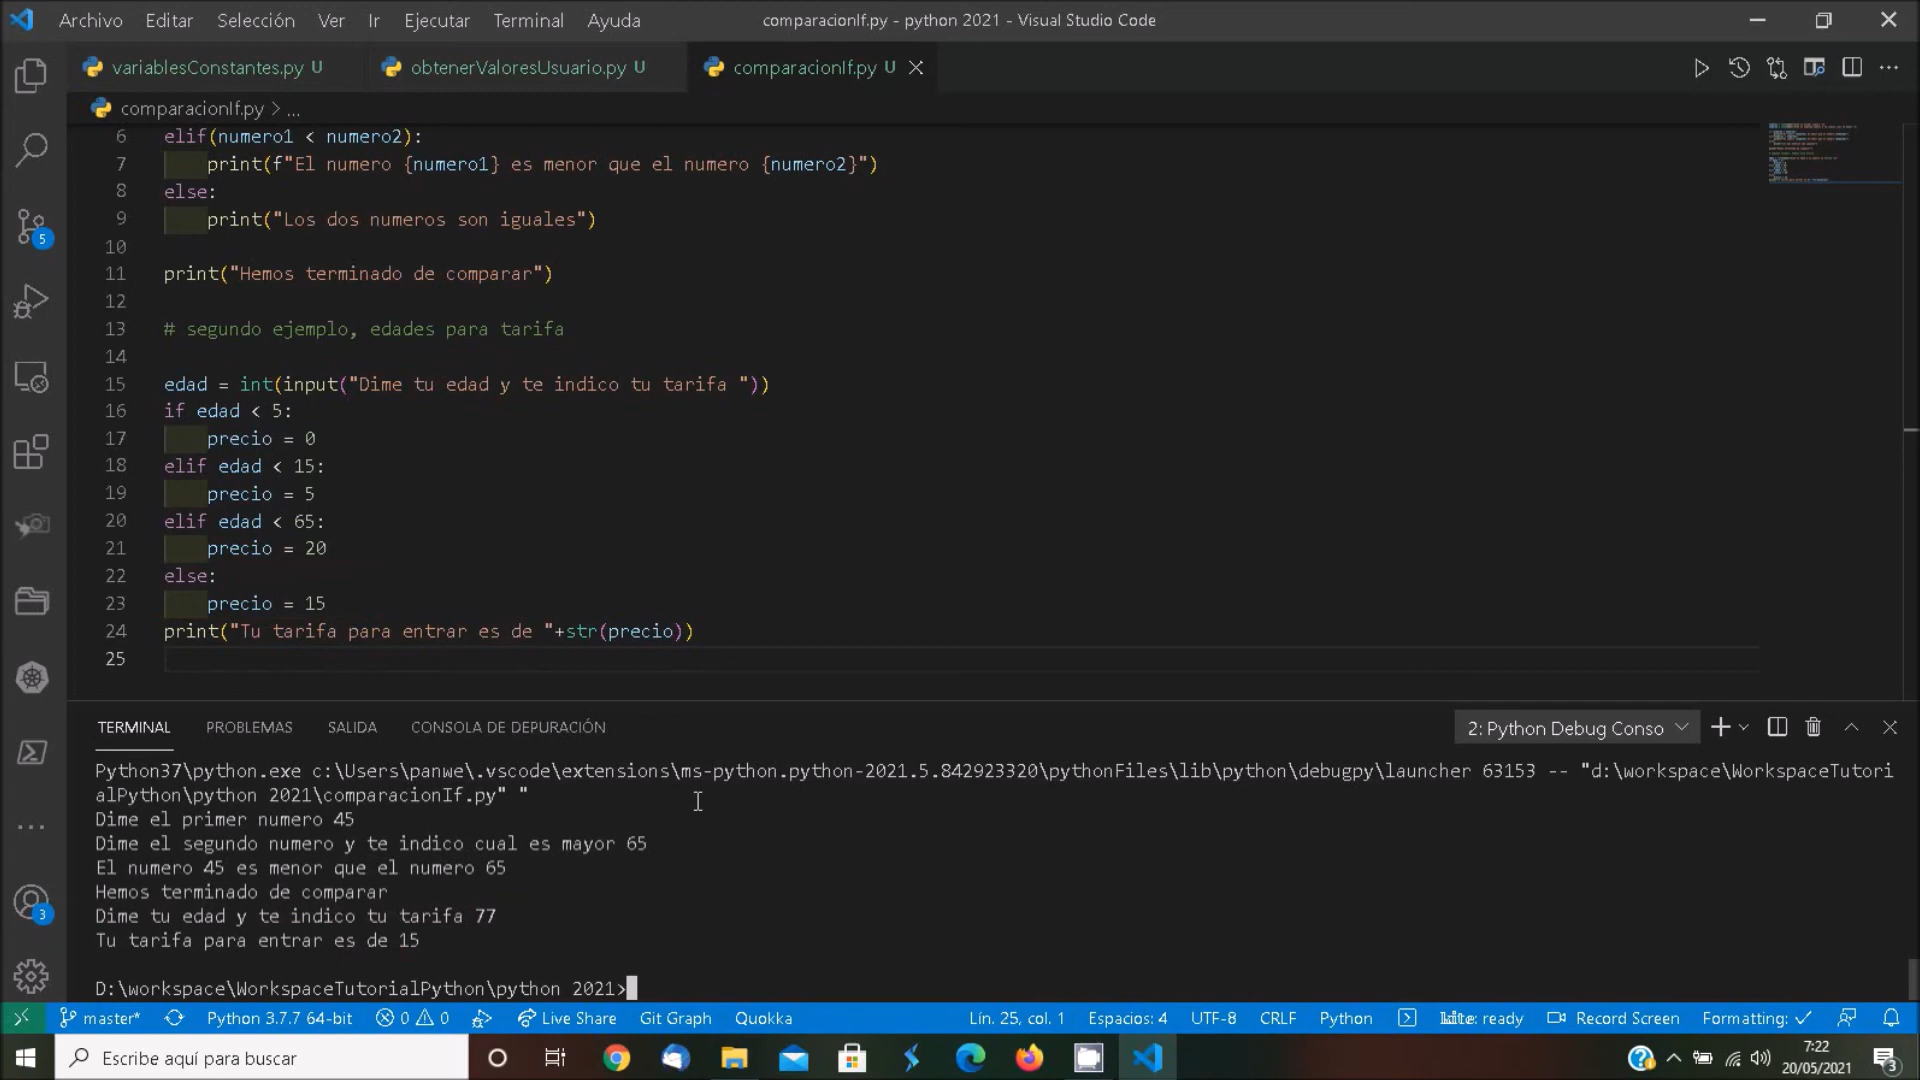 Archivo Editar Selección Ver Ir Ejecutar Terminal Ayuda comparacionIf.py - python 2021 - Visual Studio Code
variablesConstantes.py U obtenerValoresUsuario.py U comparacionIf.py U
comparacionIf.py > ...
6 elif(numero1 < numero2):
7 print(f"El numero {numero1} es menor que el numero {numero2}")
8 else:
9 print("Los dos numeros son iguales")
10
11 print("Hemos terminado de comparar")
12
13 # segundo ejemplo, edades para tarifa
14
15 edad = int(input("Dime tu edad y te indico tu tarifa "))
16 if edad < 5:
17 precio = 0
18 elif edad < 15:
19 precio = 5
20 elif edad < 65:
21 precio = 20
22 else:
23 precio = 15
24 print("Tu tarifa para entrar es de "+str(precio))
25
5
3
TERMINAL PROBLEMAS SALIDA CONSOLA DE DEPURACIÓN 2: Python Debug Conso
Python37\python.exe c:\Users\panwe\.vscode\extensions\ms-python.python-2021.5.842923320\pythonFiles\lib\python\debugpy\launcher 63153 -- "d:\workspace\WorkspaceTutori
alPython\python 2021\comparacionIf.py" "
Dime el primer numero 45
Dime el segundo numero y te indico cual es mayor 65
El numero 45 es menor que el numero 65
Hemos terminado de comparar
Dime tu edad y te indico tu tarifa 77
Tu tarifa para entrar es de 15
D:\workspace\WorkspaceTutorialPython\python 2021>
master* Python 3.7.7 64-bit 0 0 Live Share Git Graph Quokka Lín. 25, col. 1 Espacios: 4 UTF-8 CRLF Python kite: ready Record Screen Formatting: ✓
Escribe aquí para buscar
7:22
20/05/2021
3